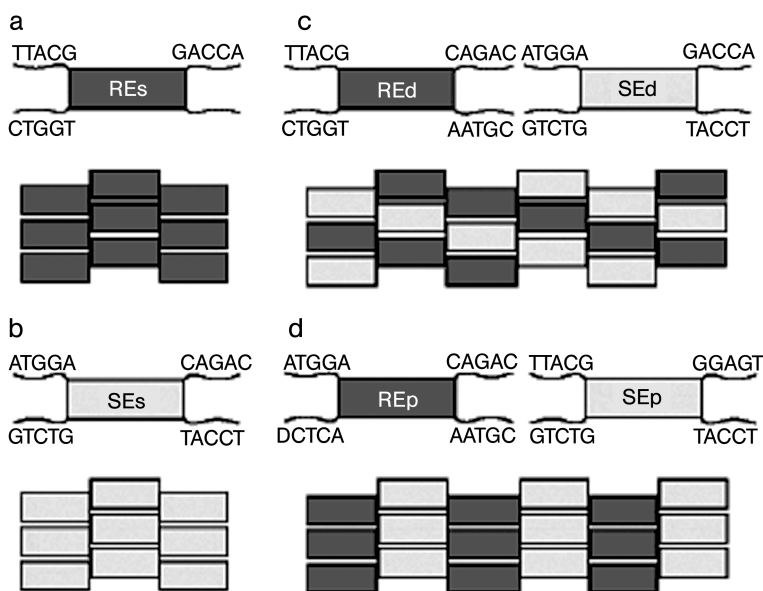 a
TTACG GACCA
REs
CTGGT
c
TTACG CAGAC ATGGA GACCA
REd SEd
CTGGT AATGC GTCTG TACCT
b
ATGGA CAGAC
SEs
GTCTG TACCT
d
ATGGA CAGAC TTACG GGAGT
REp SEp
DCTCA AATGC GTCTG TACCT